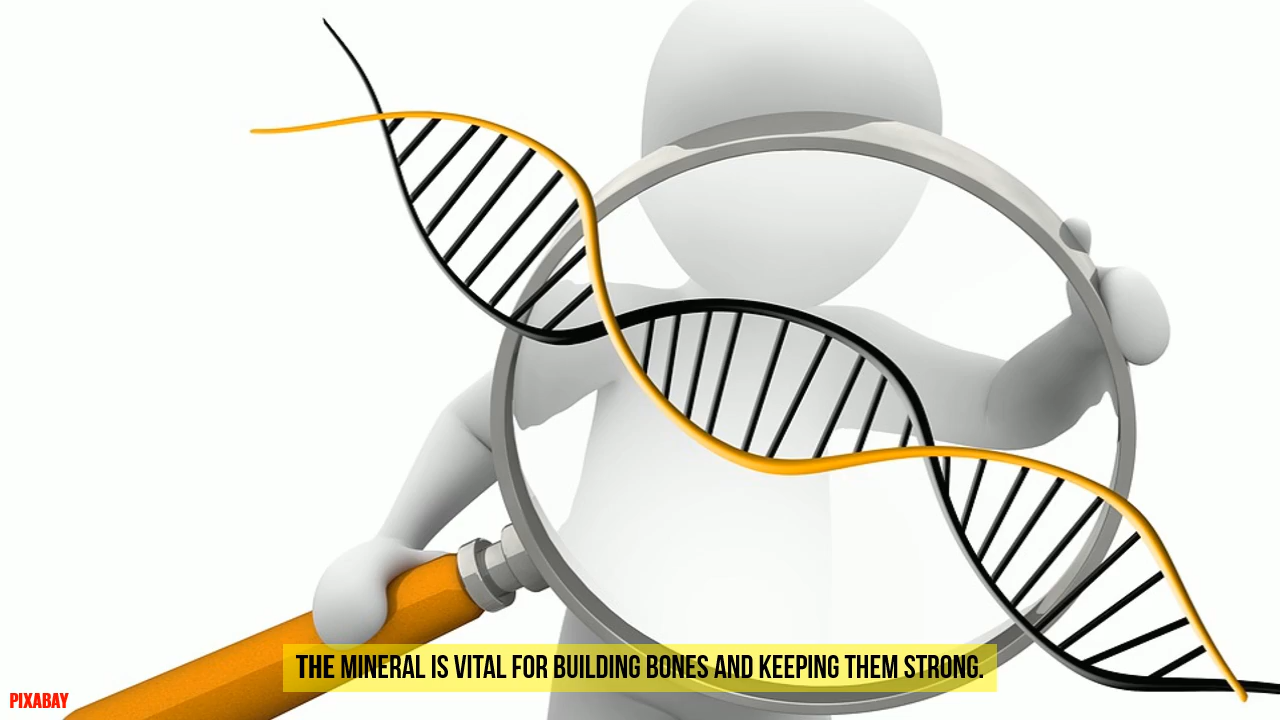 THE MINERAL IS VITAL FOR BUILDING BONES AND KEEPING THEM STRONG.
PIXABAY